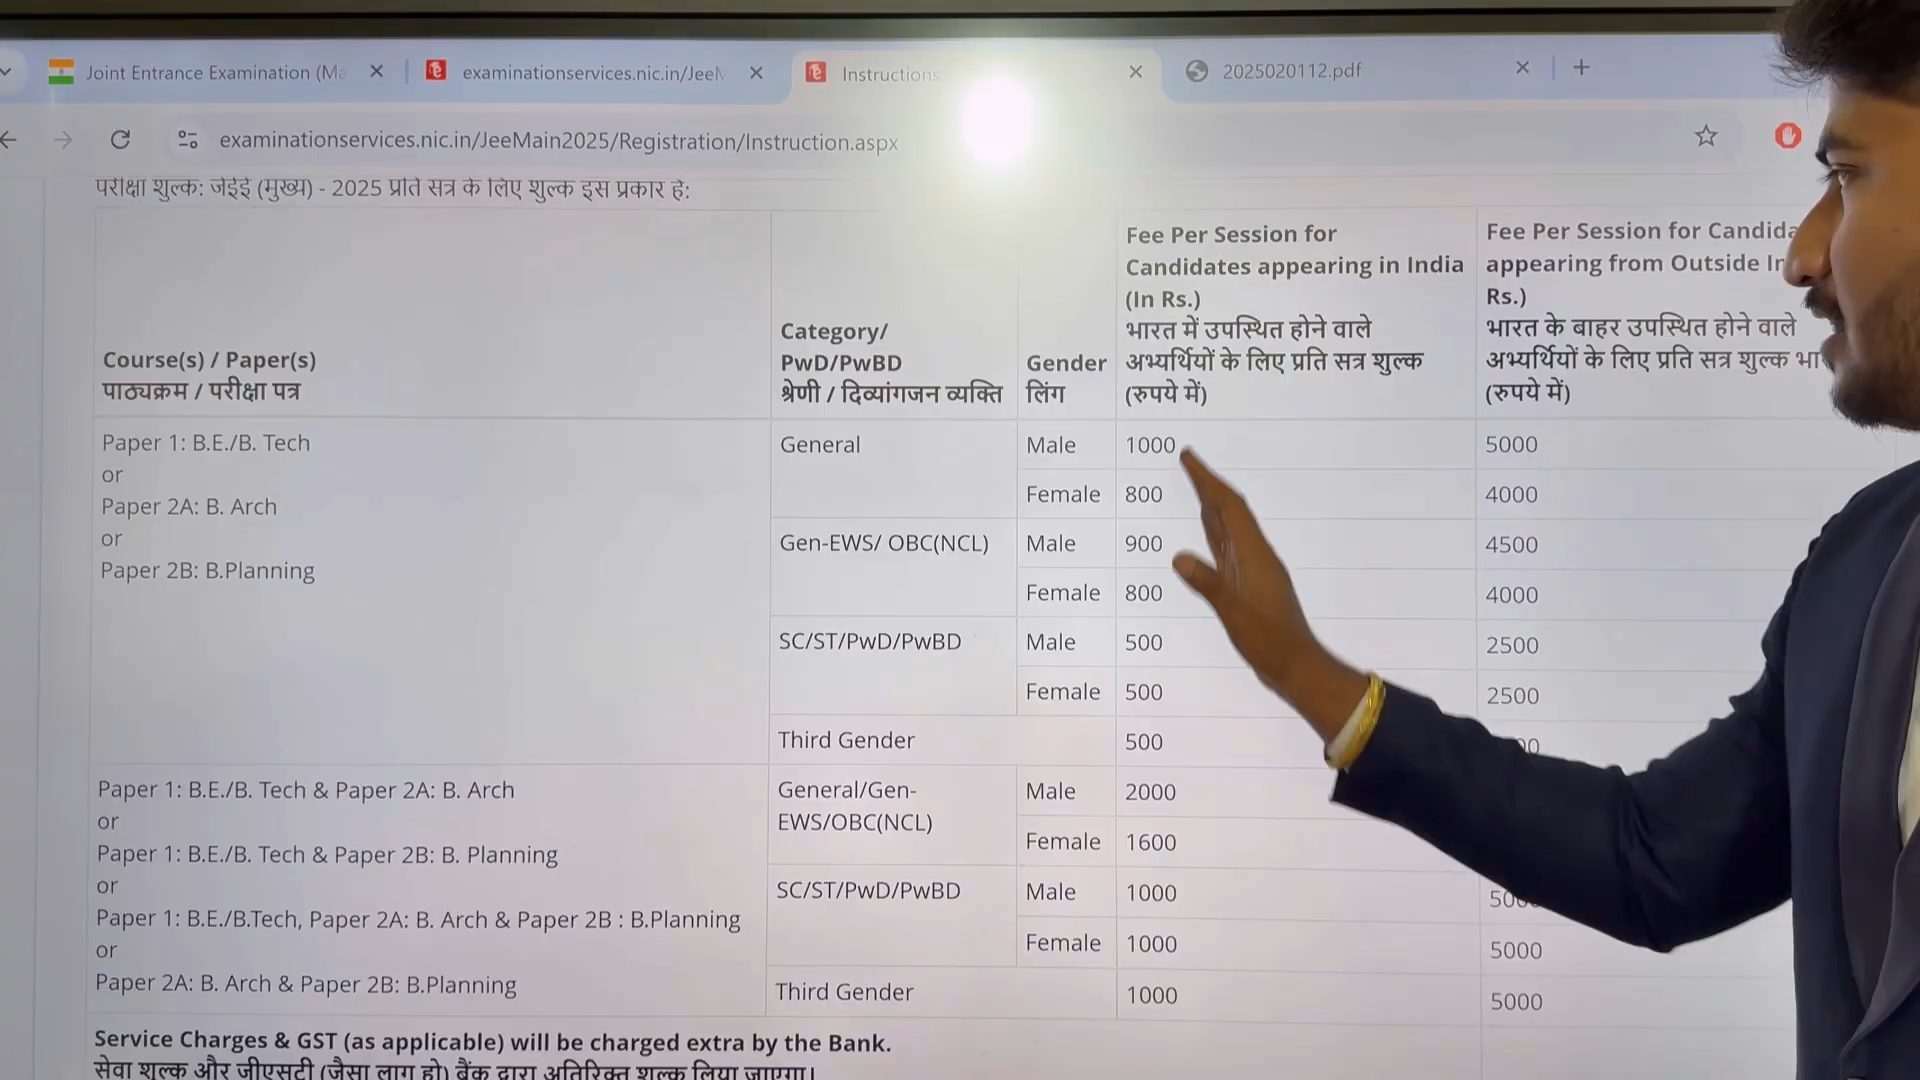 Joint Entrance Examination (Ma
examinationservices.nic.in/JeeM
Instructions
2025020112.pdf
examinationservices.nic.in/JeeMain2025/Registration/Instruction.aspx
परीक्षा शुल्क: जेईई (मुख्य) - 2025 प्रति सत्र के लिए शुल्क इस प्रकार है:
Course(s) / Paper(s)
पाठ्यक्रम / परीक्षा पत्र
Category/
PwD/PwBD
श्रेणी / दिव्यांगजन व्यक्ति
Gender
लिंग
Fee Per Session for
Candidates appearing in India
(In Rs.)
भारत में उपस्थित होने वाले
अभ्यर्थियों के लिए प्रति सत्र शुल्क
(रुपये में)
Fee Per Session for Candida
appearing from Outside In
Rs.)
भारत के बाहर उपस्थित होने वाले
अभ्यर्थियों के लिए प्रति सत्र शुल्क भा
(रुपये में)
Paper 1: B.E./B. Tech
or
Paper 2A: B. Arch
or
Paper 2B: B.Planning
General
Male 1000 5000
Female 800 4000
Gen-EWS/ OBC(NCL)
Male 900 4500
Female 800 4000
SC/ST/PwD/PwBD
Male 500 2500
Female 500 2500
Third Gender 500
Paper 1: B.E./B. Tech & Paper 2A: B. Arch
or
Paper 1: B.E./B. Tech & Paper 2B: B. Planning
or
Paper 1: B.E./B.Tech, Paper 2A: B. Arch & Paper 2B : B.Planning
or
Paper 2A: B. Arch & Paper 2B: B.Planning
General/Gen-
EWS/OBC(NCL)
Male 2000
Female 1600
SC/ST/PwD/PwBD
Male 1000
Female 1000 5000
Third Gender 1000 5000
Service Charges & GST (as applicable) will be charged extra by the Bank.
सेवा शुल्क और जीएसटी (जैसा लागू हो) बैंक द्वारा अतिरिक्त शुल्क लिया जाएगा।